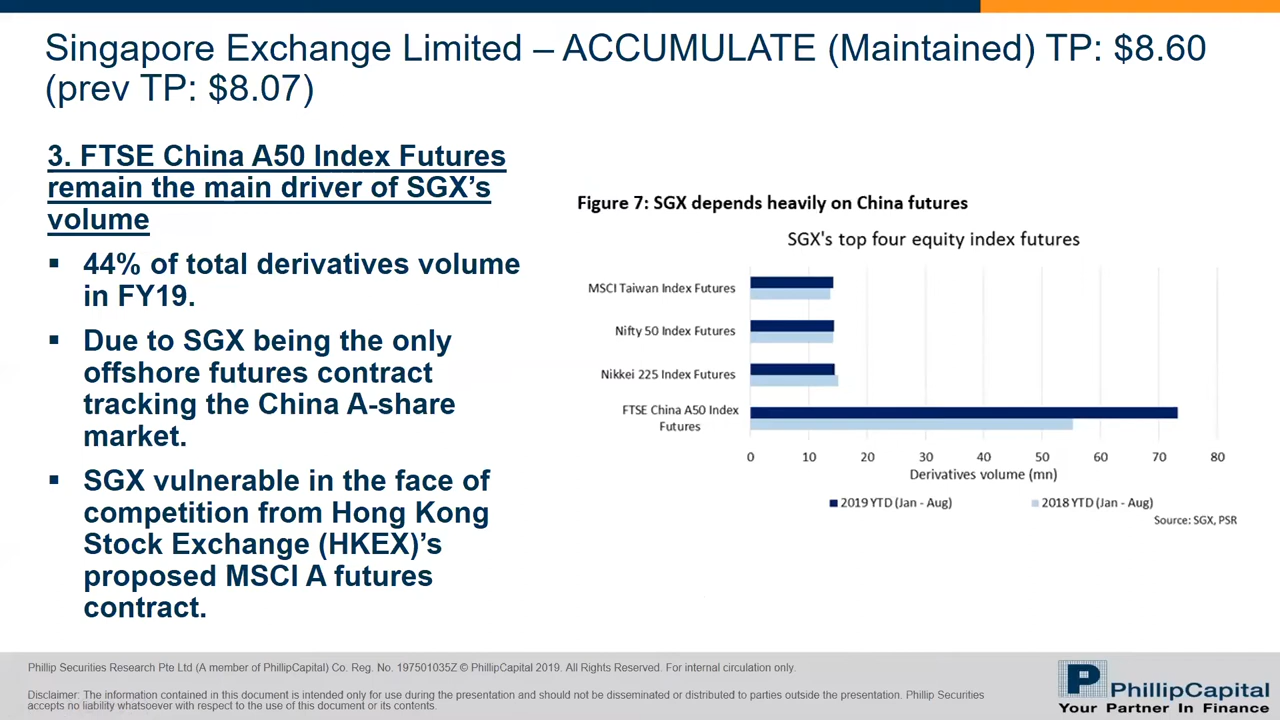 Singapore Exchange Limited – ACCUMULATE (Maintained) TP: $8.60
(prev TP: $8.07)
3. FTSE China A50 Index Futures
remain the main driver of SGX’s
volume
▪ 44% of total derivatives volume
in FY19.
▪ Due to SGX being the only
offshore futures contract
tracking the China A-share
market.
▪ SGX vulnerable in the face of
competition from Hong Kong
Stock Exchange (HKEX)’s
proposed MSCI A futures
contract.
Figure 7: SGX depends heavily on China futures
SGX's top four equity index futures
MSCI Taiwan Index Futures
Nifty 50 Index Futures
Nikkei 225 Index Futures
FTSE China A50 Index
Futures
0 10 20 30 40 50 60 70 80
Derivatives volume (mn)
2019 YTD (Jan - Aug) 2018 YTD (Jan - Aug)
Source: SGX, PSR
Phillip Securities Research Pte Ltd (A member of PhillipCapital) Co. Reg. No. 197501035Z © PhillipCapital 2019. All Rights Reserved. For internal circulation only.
Disclaimer: The information contained in this document is intended only for use during the presentation and should not be disseminated or distributed to parties outside the presentation. Phillip Securities
accepts no liability whatsoever with respect to the use of this document or its contents.
P PhillipCapital
Your Partner In Finance